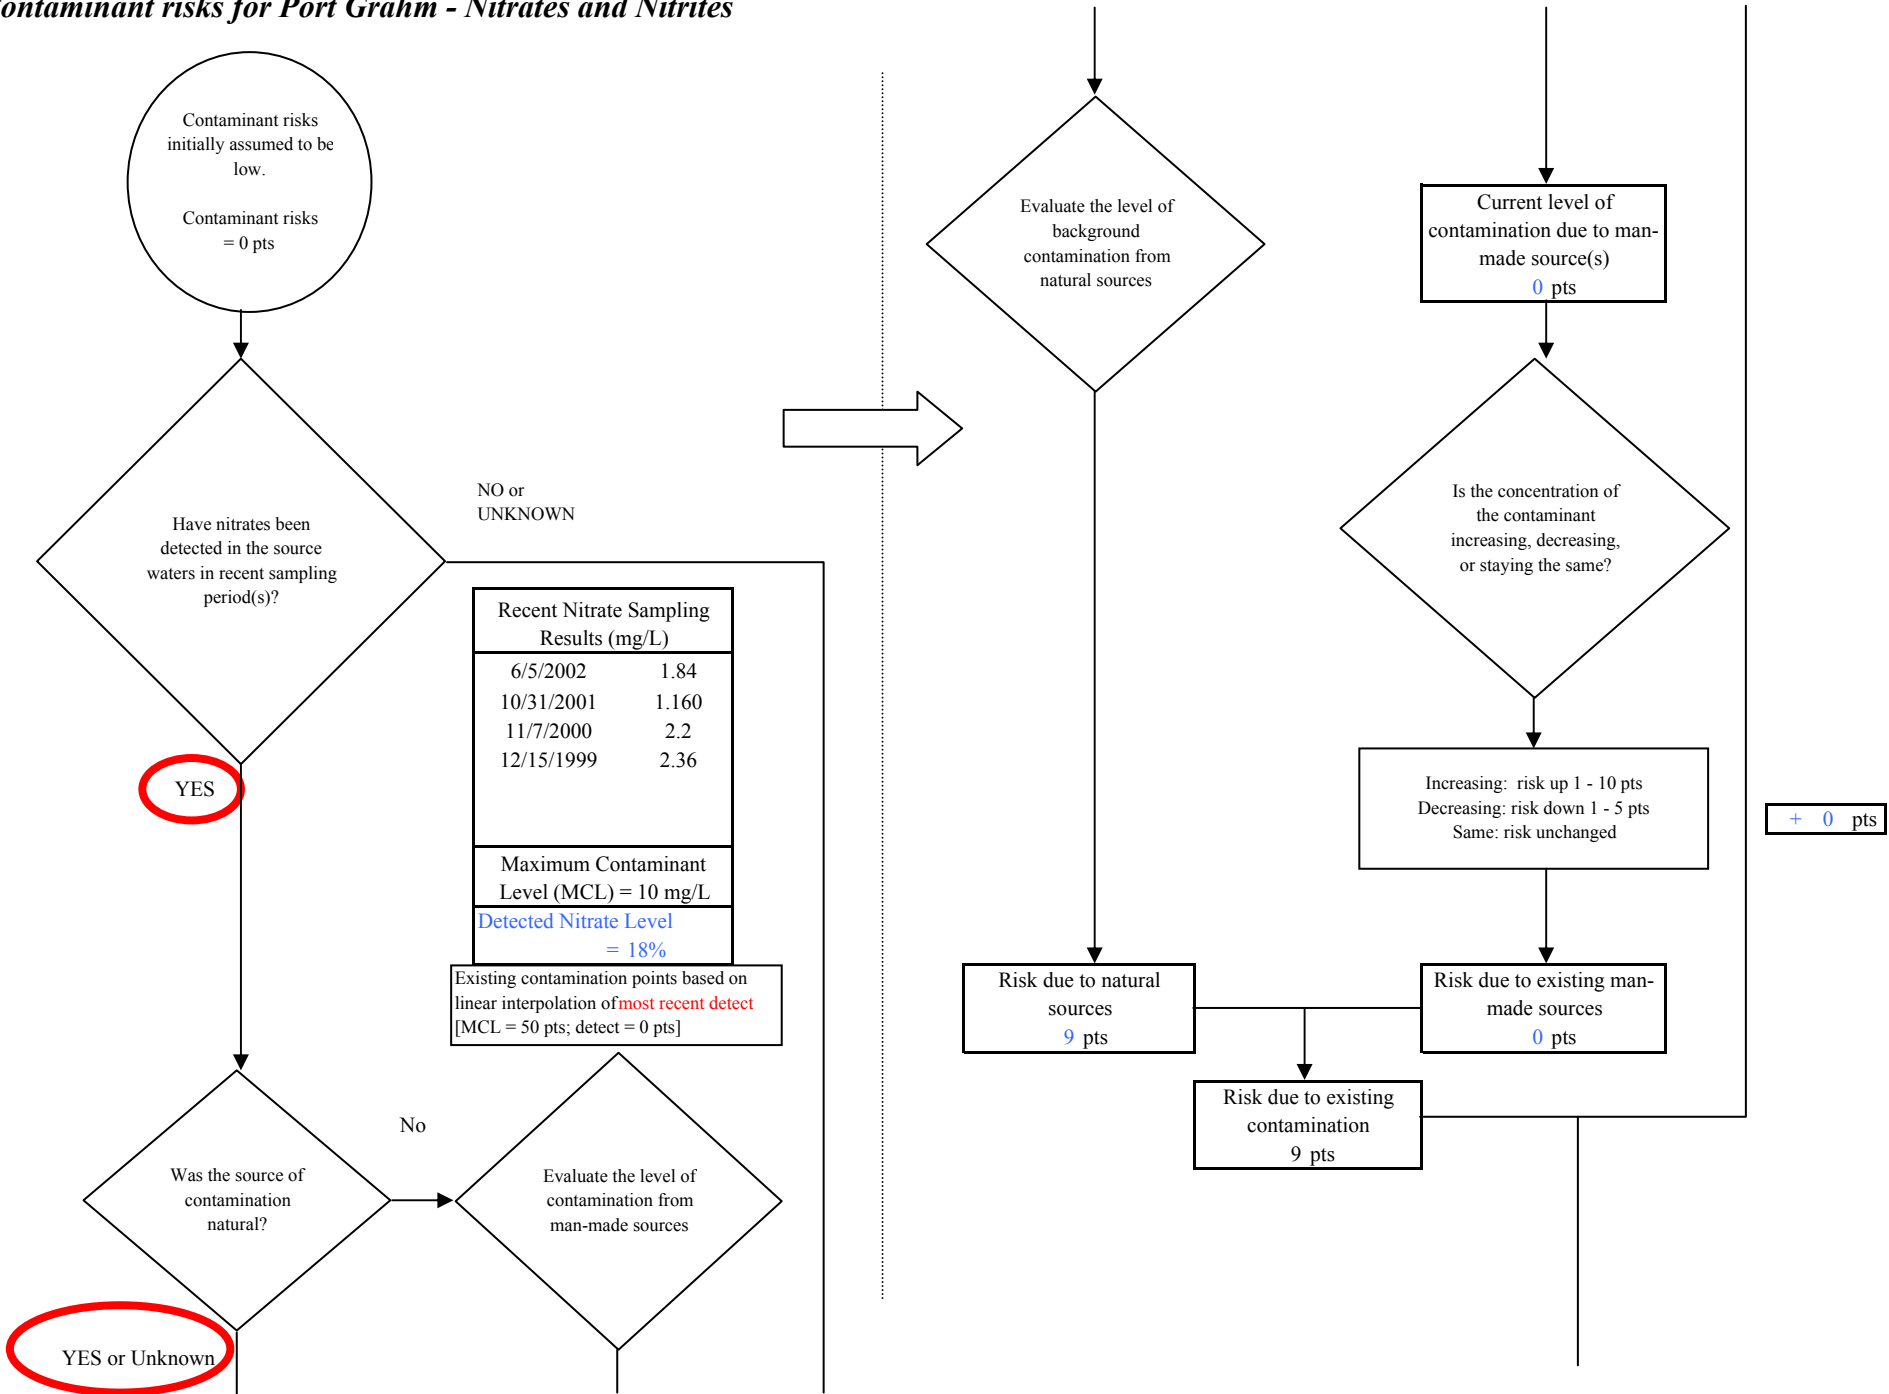 ontaminant risks for Port Grahm - Nitrates and Nitrites
Contaminant risks
initially assumed to be
low.
Contaminant risks
= 0 pts
Have nitrates been
detected in the source
waters in recent sampling
period(s)?
NO or
UNKNOWN
YES
Recent Nitrate Sampling
Results (mg/L)
6/5/2002 1.84
10/31/2001 1.160
11/7/2000 2.2
12/15/1999 2.36
Maximum Contaminant
Level (MCL) = 10 mg/L
Detected Nitrate Level
= 18%
Existing contamination points based on
linear interpolation of most recent detect
[MCL = 50 pts; detect = 0 pts]
Was the source of
contamination
natural?
No
Evaluate the level of
contamination from
man-made sources
YES or Unknown
Evaluate the level of
background
contamination from
natural sources
Current level of
contamination due to man-
made source(s)
0 pts
Is the concentration of
the contaminant
increasing, decreasing,
or staying the same?
Increasing: risk up 1 - 10 pts
Decreasing: risk down 1 - 5 pts
Same: risk unchanged
+ 0 pts
Risk due to natural
sources
9 pts
Risk due to existing man-
made sources
0 pts
Risk due to existing
contamination
9 pts